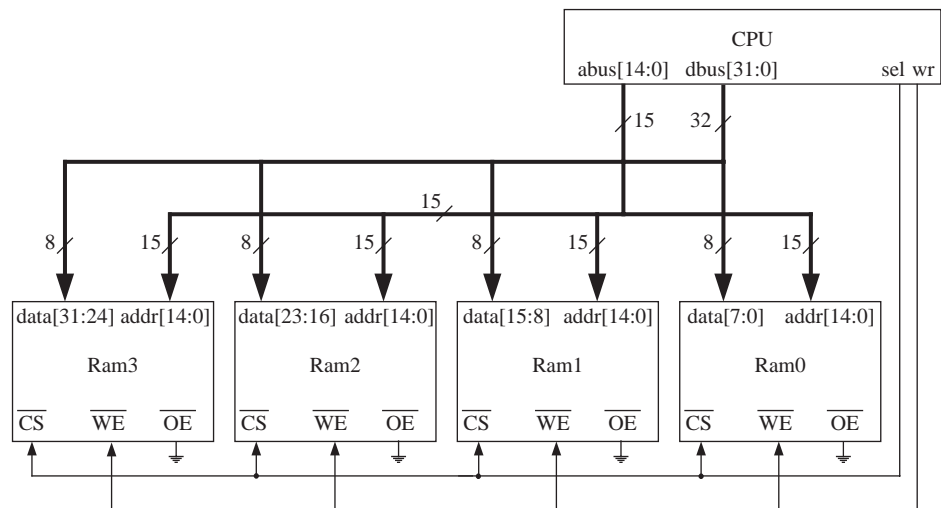 CPU
abus[14:0] dbus[31:0] sel wr
15 32
15
8 15 8 15 8 15 8 15
data[31:24] addr[14:0] data[23:16] addr[14:0] data[15:8] addr[14:0] data[7:0] addr[14:0]
Ram3 Ram2 Ram1 Ram0
CS WE OE CS WE OE CS WE OE CS WE OE